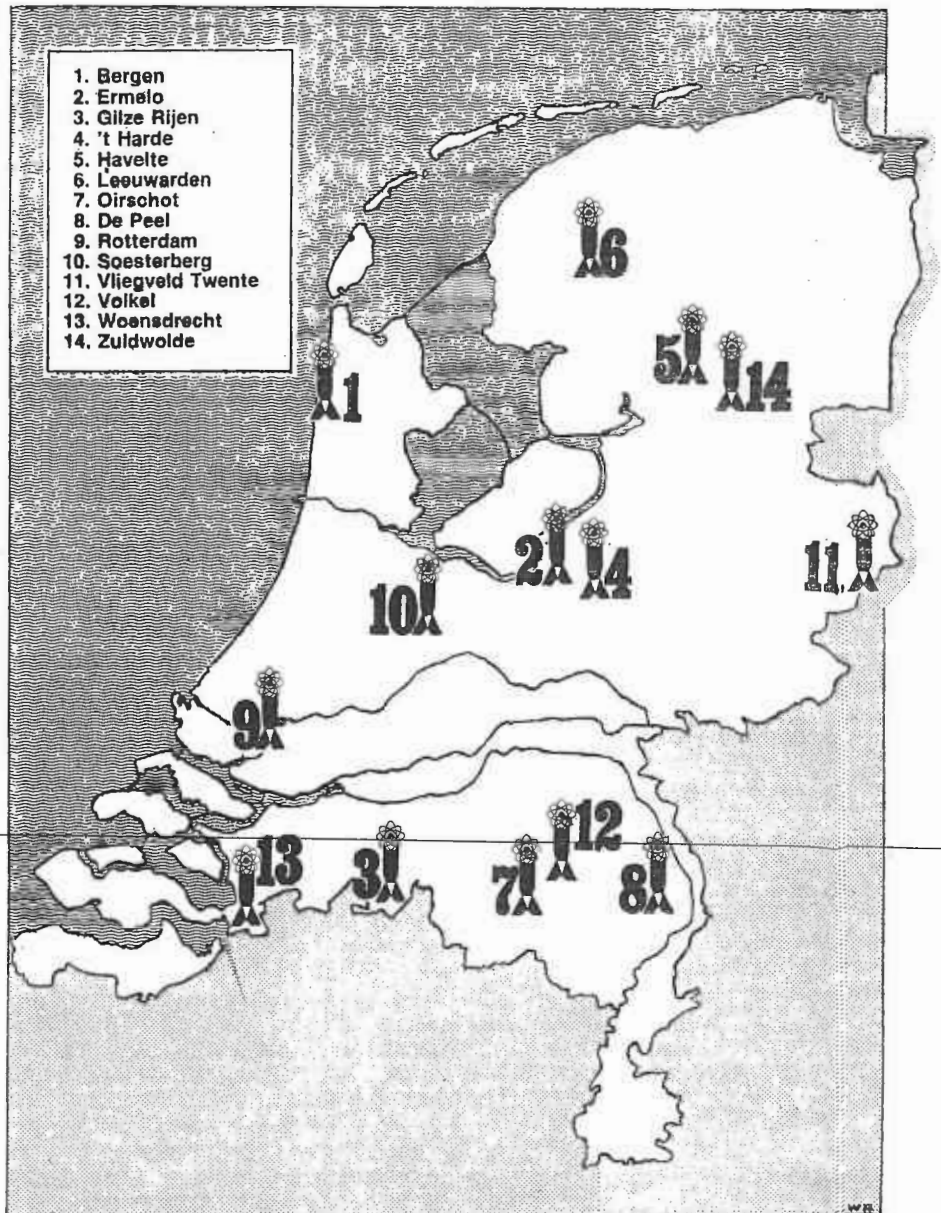 1. Bergen
2. Ermelo
3. Gilze Rijen
4. 't Harde
5. Havelte
6. Leeuwarden
7. Oirschot
8. De Peel
9. Rotterdam
10. Soesterberg
11. Vliegveld Twente
12. Volkel
13. Woensdrecht
14. Zuidwolde
6
5
14
1
2
4
11
10
9
12
13
3
7
8